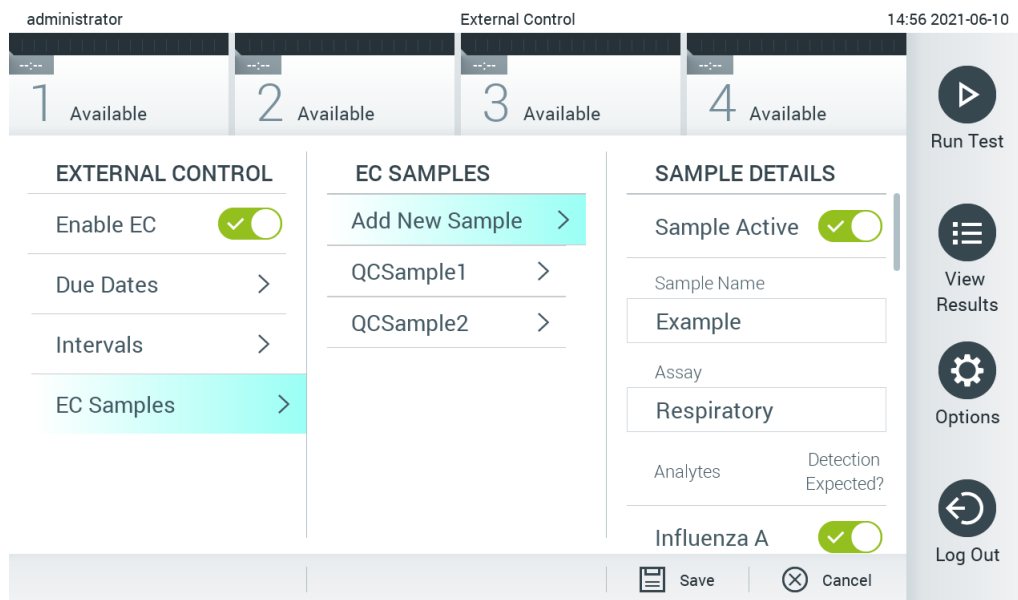 administrator
External Control
14:56 2021-06-10
--:--
--:--
--:--
--:--
1 Available
2 Available
3 Available
4 Available
Run Test
View
Results
Options
Log Out
EXTERNAL CONTROL
Enable EC
Due Dates
Intervals
EC Samples
EC SAMPLES
Add New Sample
QCSample1
QCSample2
SAMPLE DETAILS
Sample Active
Sample Name
Example
Assay
Respiratory
Analytes
Detection
Expected?
Influenza A
Save
Cancel